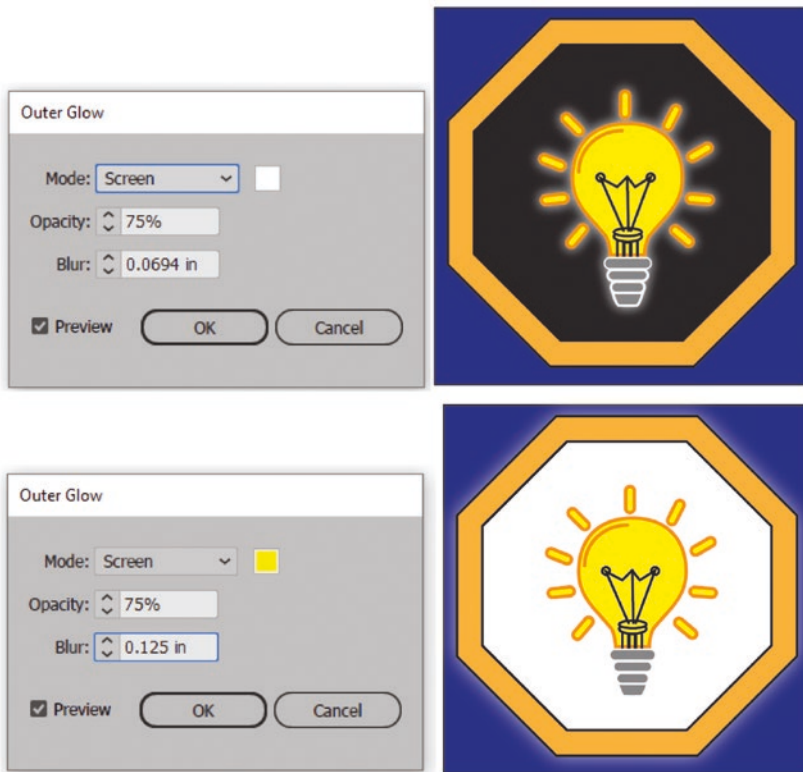 Outer Glow
Mode: Screen
Opacity: 75%
Blur: 0.0694 in
Preview OK Cancel
Outer Glow
Mode: Screen
Opacity: 75%
Blur: 0.125 in
Preview OK Cancel